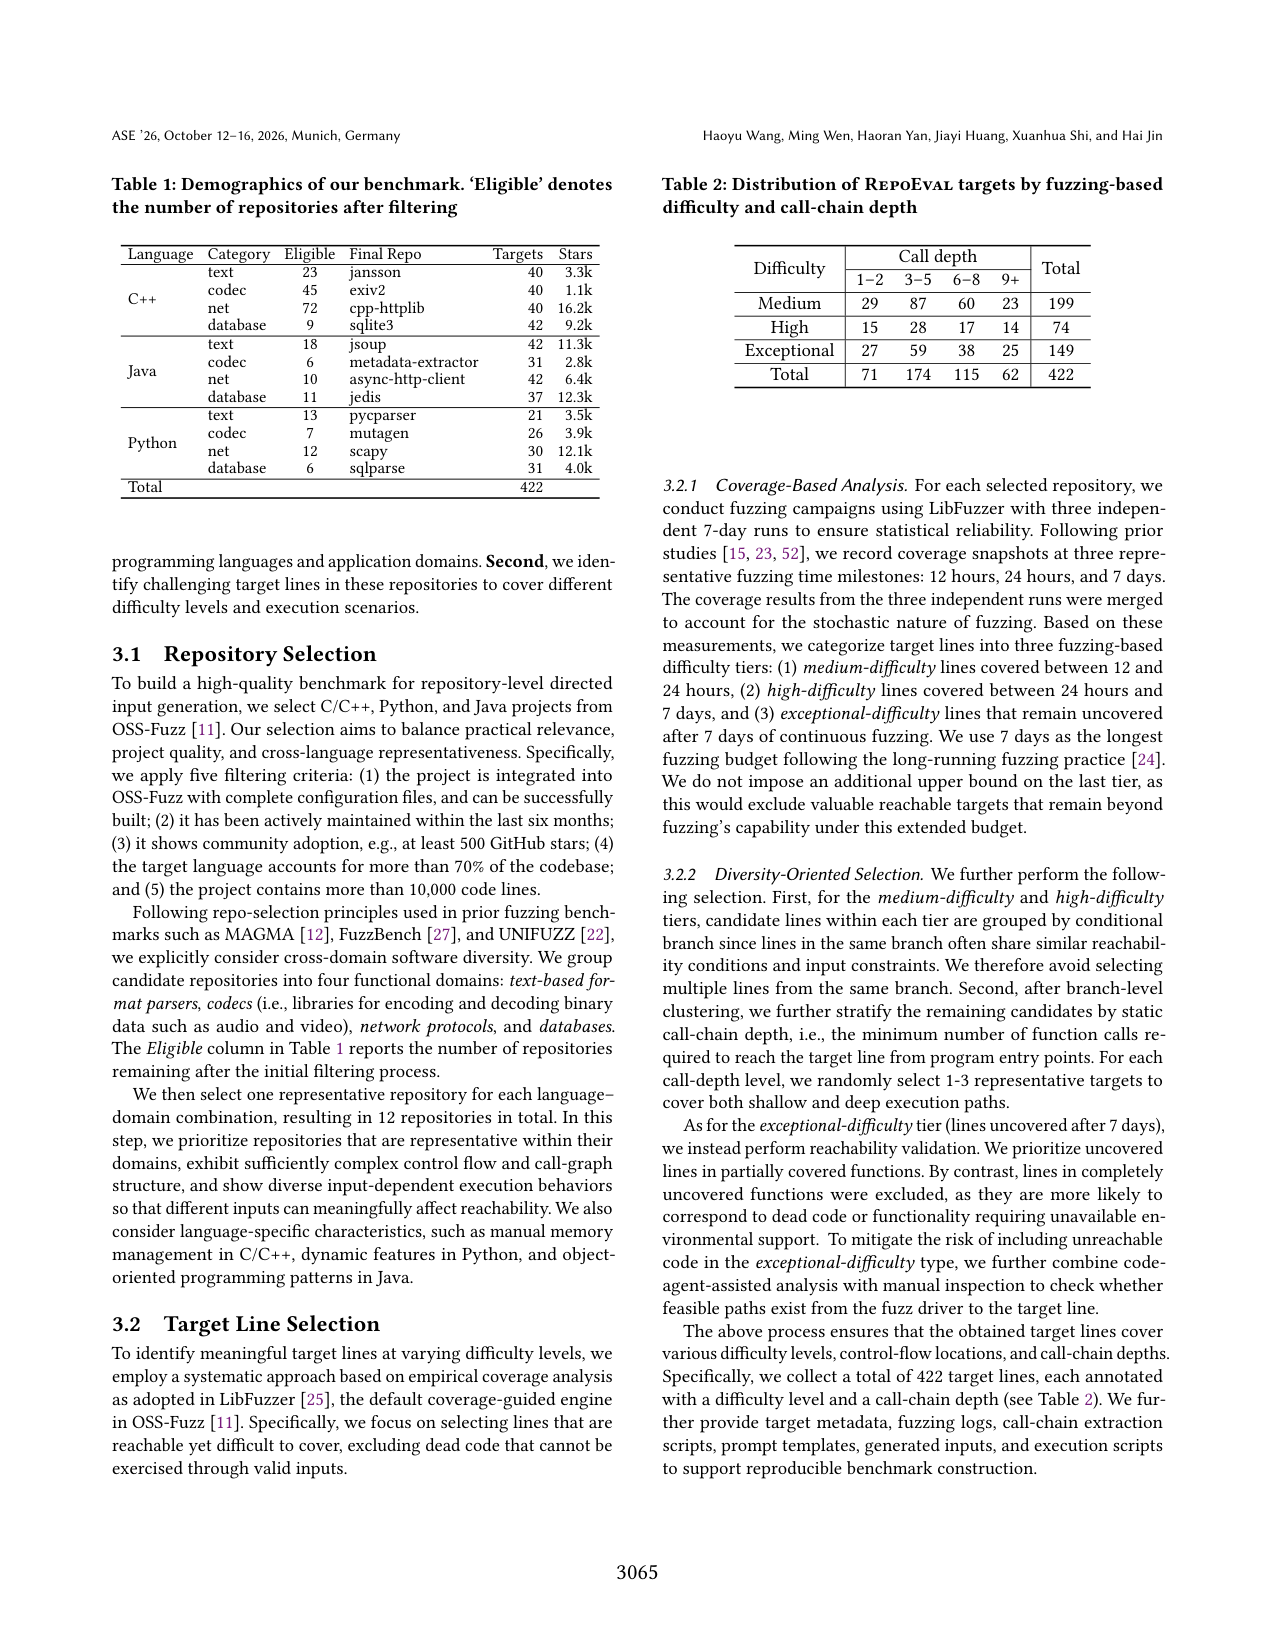 ASE ’26, October 12–16, 2026, Munich, Germany
Haoyu Wang, Ming Wen, Haoran Yan, Jiayi Huang, Xuanhua Shi, and Hai Jin
Table 1: Demographics of our benchmark. ‘Eligible’ denotes
the number of repositories after filtering
Language Category Eligible Final Repo Targets Stars
C++
text 23 jansson 40 3.3k
codec 45 exiv2 40 1.1k
net 72 cpp-httplib 40 16.2k
database 9 sqlite3 42 9.2k
Java
text 18 jsoup 42 11.3k
codec 6 metadata-extractor 31 2.8k
net 10 async-http-client 42 6.4k
database 11 jedis 37 12.3k
Python
text 13 pycparser 21 3.5k
codec 7 mutagen 26 3.9k
net 12 scapy 30 12.1k
database 6 sqlparse 31 4.0k
Total 422
programming languages and application domains. Second, we iden-
tify challenging target lines in these repositories to cover different
difficulty levels and execution scenarios.
3.1 Repository Selection
To build a high-quality benchmark for repository-level directed
input generation, we select C/C++, Python, and Java projects from
OSS-Fuzz [11]. Our selection aims to balance practical relevance,
project quality, and cross-language representativeness. Specifically,
we apply five filtering criteria: (1) the project is integrated into
OSS-Fuzz with complete configuration files, and can be successfully
built; (2) it has been actively maintained within the last six months;
(3) it shows community adoption, e.g., at least 500 GitHub stars; (4)
the target language accounts for more than 70% of the codebase;
and (5) the project contains more than 10,000 code lines.
Following repo-selection principles used in prior fuzzing bench-
marks such as MAGMA [12], FuzzBench [27], and UNIFUZZ [22],
we explicitly consider cross-domain software diversity. We group
candidate repositories into four functional domains: text-based for-
mat parsers, codecs (i.e., libraries for encoding and decoding binary
data such as audio and video), network protocols, and databases.
The Eligible column in Table 1 reports the number of repositories
remaining after the initial filtering process.
We then select one representative repository for each language–
domain combination, resulting in 12 repositories in total. In this
step, we prioritize repositories that are representative within their
domains, exhibit sufficiently complex control flow and call-graph
structure, and show diverse input-dependent execution behaviors
so that different inputs can meaningfully affect reachability. We also
consider language-specific characteristics, such as manual memory
management in C/C++, dynamic features in Python, and object-
oriented programming patterns in Java.
3.2 Target Line Selection
To identify meaningful target lines at varying difficulty levels, we
employ a systematic approach based on empirical coverage analysis
as adopted in LibFuzzer [25], the default coverage-guided engine
in OSS-Fuzz [11]. Specifically, we focus on selecting lines that are
reachable yet difficult to cover, excluding dead code that cannot be
exercised through valid inputs.
Table 2: Distribution of RepoEval targets by fuzzing-based
difficulty and call-chain depth
Difficulty Call depth Total
1–2 3–5 6–8 9+
Medium 29 87 60 23 199
High 15 28 17 14 74
Exceptional 27 59 38 25 149
Total 71 174 115 62 422
3.2.1 Coverage-Based Analysis. For each selected repository, we
conduct fuzzing campaigns using LibFuzzer with three indepen-
dent 7-day runs to ensure statistical reliability. Following prior
studies [15, 23, 52], we record coverage snapshots at three repre-
sentative fuzzing time milestones: 12 hours, 24 hours, and 7 days.
The coverage results from the three independent runs were merged
to account for the stochastic nature of fuzzing. Based on these
measurements, we categorize target lines into three fuzzing-based
difficulty tiers: (1) medium-difficulty lines covered between 12 and
24 hours, (2) high-difficulty lines covered between 24 hours and
7 days, and (3) exceptional-difficulty lines that remain uncovered
after 7 days of continuous fuzzing. We use 7 days as the longest
fuzzing budget following the long-running fuzzing practice [24].
We do not impose an additional upper bound on the last tier, as
this would exclude valuable reachable targets that remain beyond
fuzzing’s capability under this extended budget.
3.2.2 Diversity-Oriented Selection. We further perform the follow-
ing selection. First, for the medium-difficulty and high-difficulty
tiers, candidate lines within each tier are grouped by conditional
branch since lines in the same branch often share similar reachabil-
ity conditions and input constraints. We therefore avoid selecting
multiple lines from the same branch. Second, after branch-level
clustering, we further stratify the remaining candidates by static
call-chain depth, i.e., the minimum number of function calls re-
quired to reach the target line from program entry points. For each
call-depth level, we randomly select 1-3 representative targets to
cover both shallow and deep execution paths.
As for the exceptional-difficulty tier (lines uncovered after 7 days),
we instead perform reachability validation. We prioritize uncovered
lines in partially covered functions. By contrast, lines in completely
uncovered functions were excluded, as they are more likely to
correspond to dead code or functionality requiring unavailable en-
vironmental support. To mitigate the risk of including unreachable
code in the exceptional-difficulty type, we further combine code-
agent-assisted analysis with manual inspection to check whether
feasible paths exist from the fuzz driver to the target line.
The above process ensures that the obtained target lines cover
various difficulty levels, control-flow locations, and call-chain depths.
Specifically, we collect a total of 422 target lines, each annotated
with a difficulty level and a call-chain depth (see Table 2). We fur-
ther provide target metadata, fuzzing logs, call-chain extraction
scripts, prompt templates, generated inputs, and execution scripts
to support reproducible benchmark construction.
3065